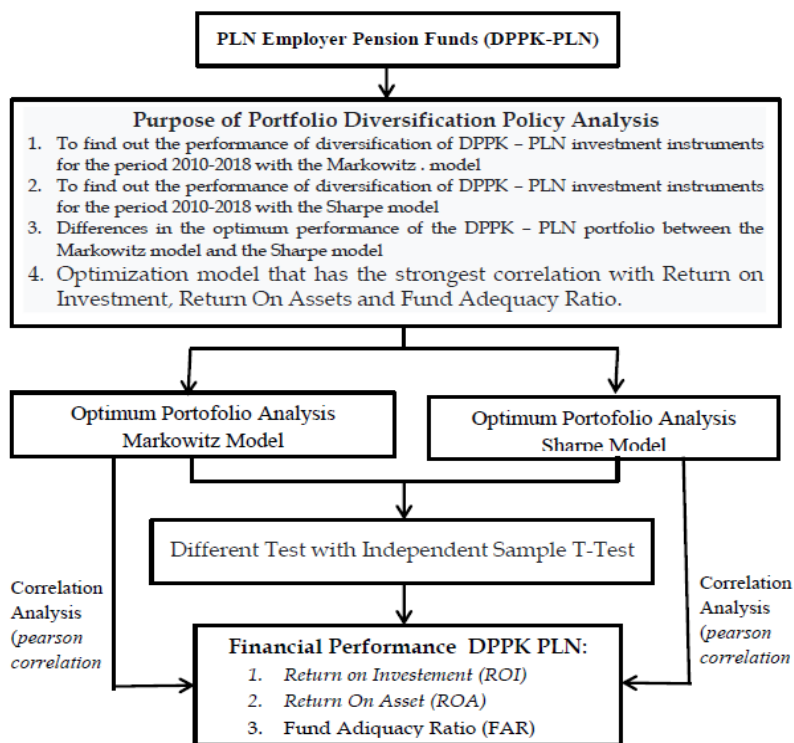 PLN Employer Pension Funds (DPPK-PLN)
Purpose of Portfolio Diversification Policy Analysis
1. To find out the performance of diversification of DPPK – PLN investment instruments
for the period 2010-2018 with the Markowitz . model
2. To find out the performance of diversification of DPPK – PLN investment instruments
for the period 2010-2018 with the Sharpe model
3. Differences in the optimum performance of the DPPK – PLN portfolio between the
Markowitz model and the Sharpe model
4. Optimization model that has the strongest correlation with Return on
Investment, Return On Assets and Fund Adequacy Ratio.
Optimum Portofolio Analysis
Markowitz Model
Optimum Portofolio Analysis
Sharpe Model
Different Test with Independent Sample T-Test
Correlation
Analysis
(pearson
correlation
Correlation
Analysis
(pearson
correlation
Financial Performance DPPK PLN:
1. Return on Investement (ROI)
2. Return On Asset (ROA)
3. Fund Adiquacy Ratio (FAR)